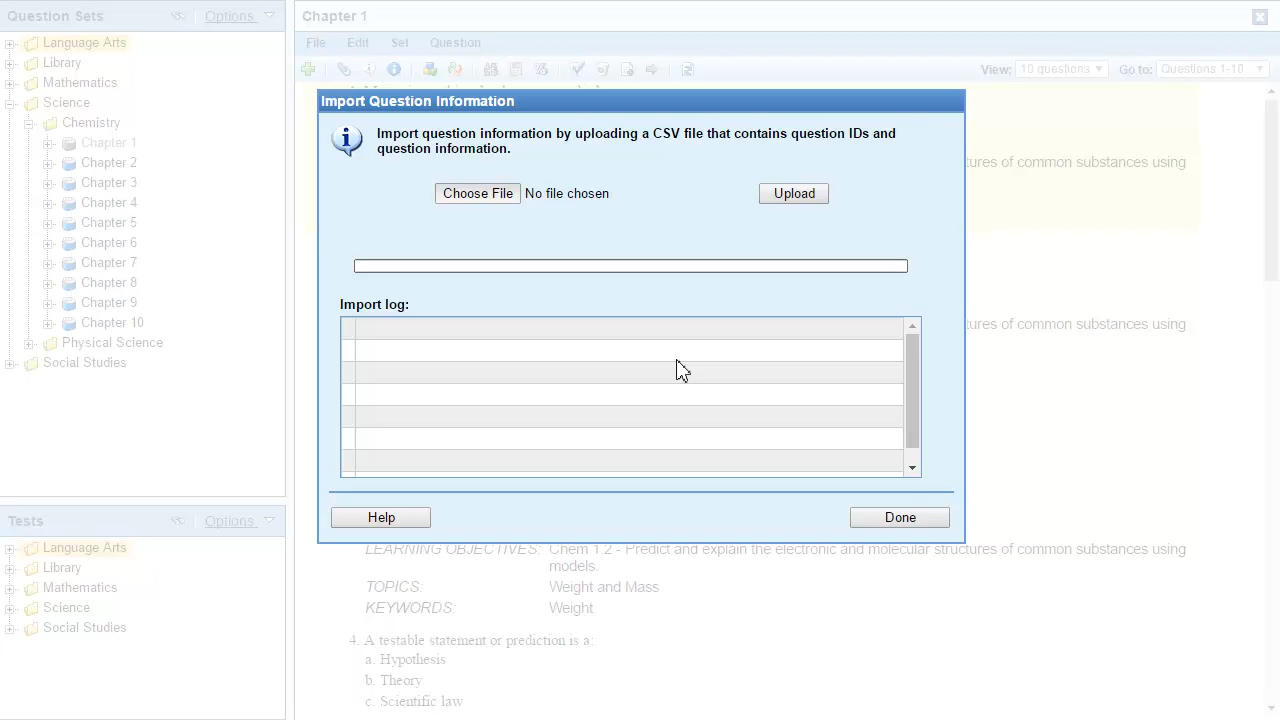 Question Sets
Options
Language Arts
Library
Mathematics
Science
Chemistry
Chapter 1
Chapter 2
Chapter 3
Chapter 4
Chapter 5
Chapter 6
Chapter 7
Chapter 8
Chapter 9
Chapter 10
Physical Science
Social Studies
Tests
Options
Language Arts
Library
Mathematics
Science
Social Studies
Chapter 1
File Edit Set Question
View: 10 questions Go to: Questions 1-10
Import Question Information
Import question information by uploading a CSV file that contains question IDs and
question information.
Choose File No file chosen Upload
Import log:
Help Done
tures of common substances using
tures of common substances using
LEARNING OBJECTIVES: Chem 1.2 - Predict and explain the electronic and molecular structures of common substances using
models.
TOPICS: Weight and Mass
KEYWORDS: Weight
4. A testable statement or prediction is a:
a. Hypothesis
b. Theory
c. Scientific law